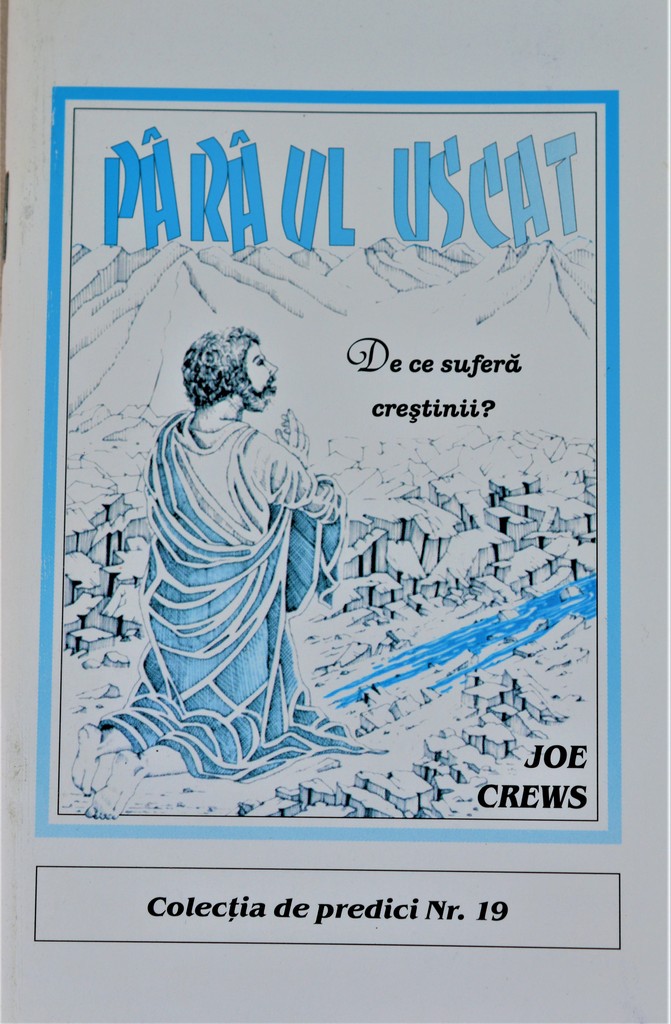 PÂRÂUL USCAT
De ce suferă
creştinii?
JOE
CREWS
Colecția de predici Nr. 19